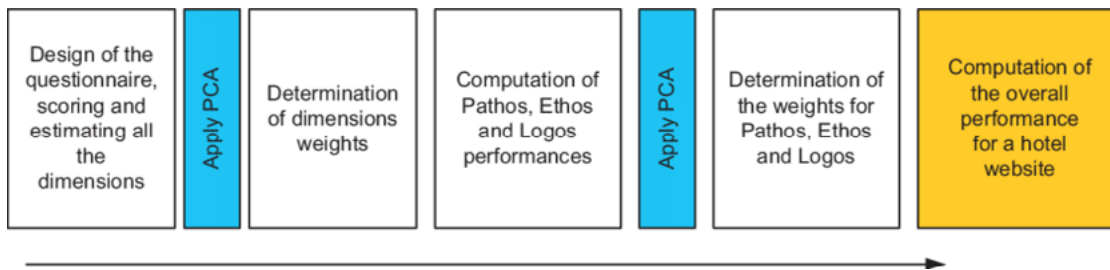 Design of the
questionnaire,
scoring and
estimating all
the
dimensions
Apply PCA
Determination
of dimensions
weights
Computation of
Pathos, Ethos
and Logos
performances
Apply PCA
Determination of
the weights for
Pathos, Ethos
and Logos
Computation of
the overall
performance
for a hotel
website